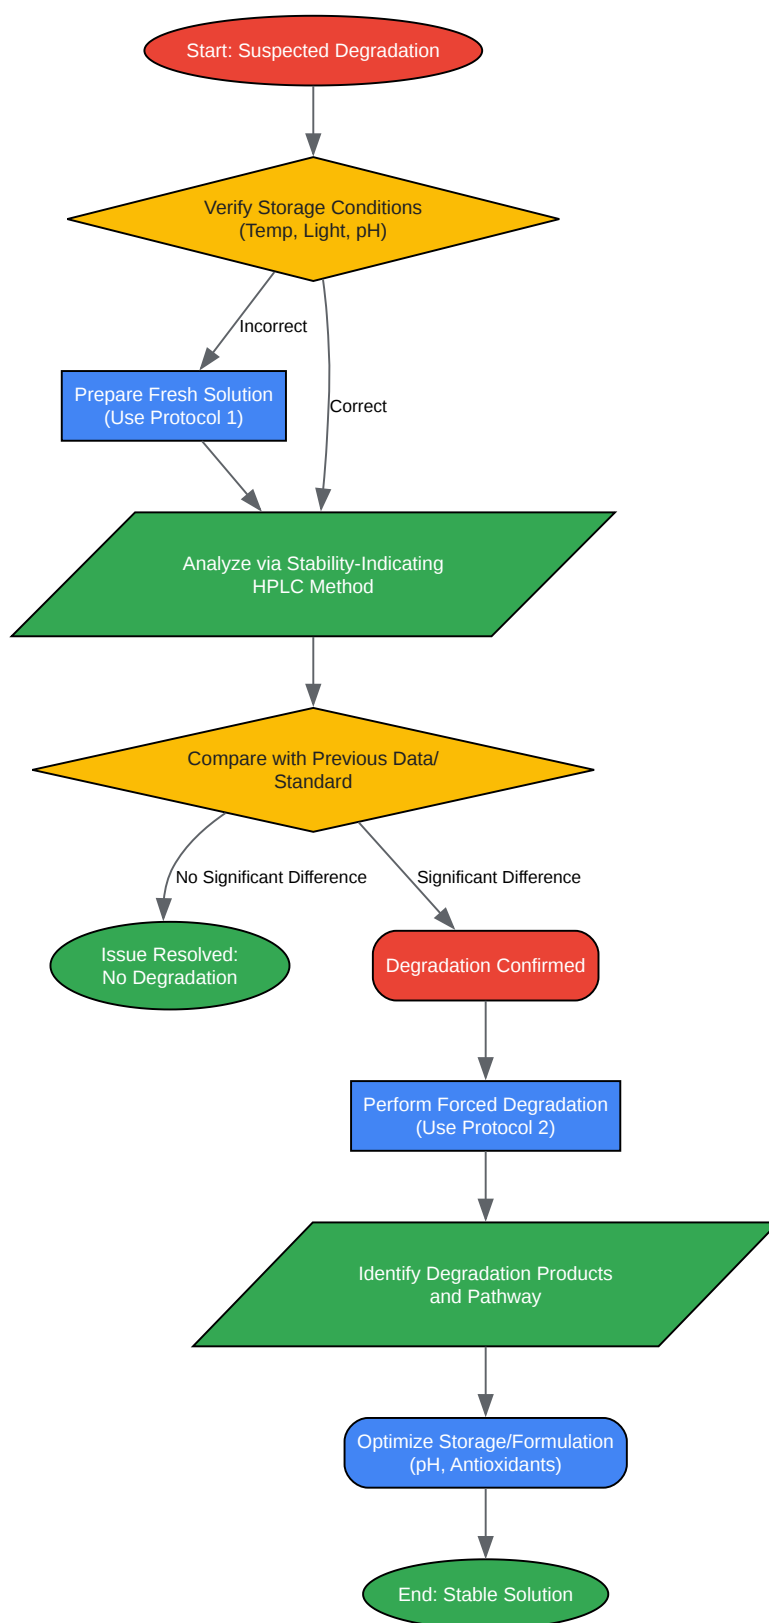 Start: Suspected Degradation
Verify Storage Conditions
(Temp, Light, pH)
Incorrect
Prepare Fresh Solution
(Use Protocol 1)
Correct
Analyze via Stability-Indicating
HPLC Method
Compare with Previous Data/
Standard
No Significant Difference
Significant Difference
Issue Resolved:
No Degradation
Degradation Confirmed
Perform Forced Degradation
(Use Protocol 2)
Identify Degradation Products
and Pathway
Optimize Storage/Formulation
(pH, Antioxidants)
End: Stable Solution